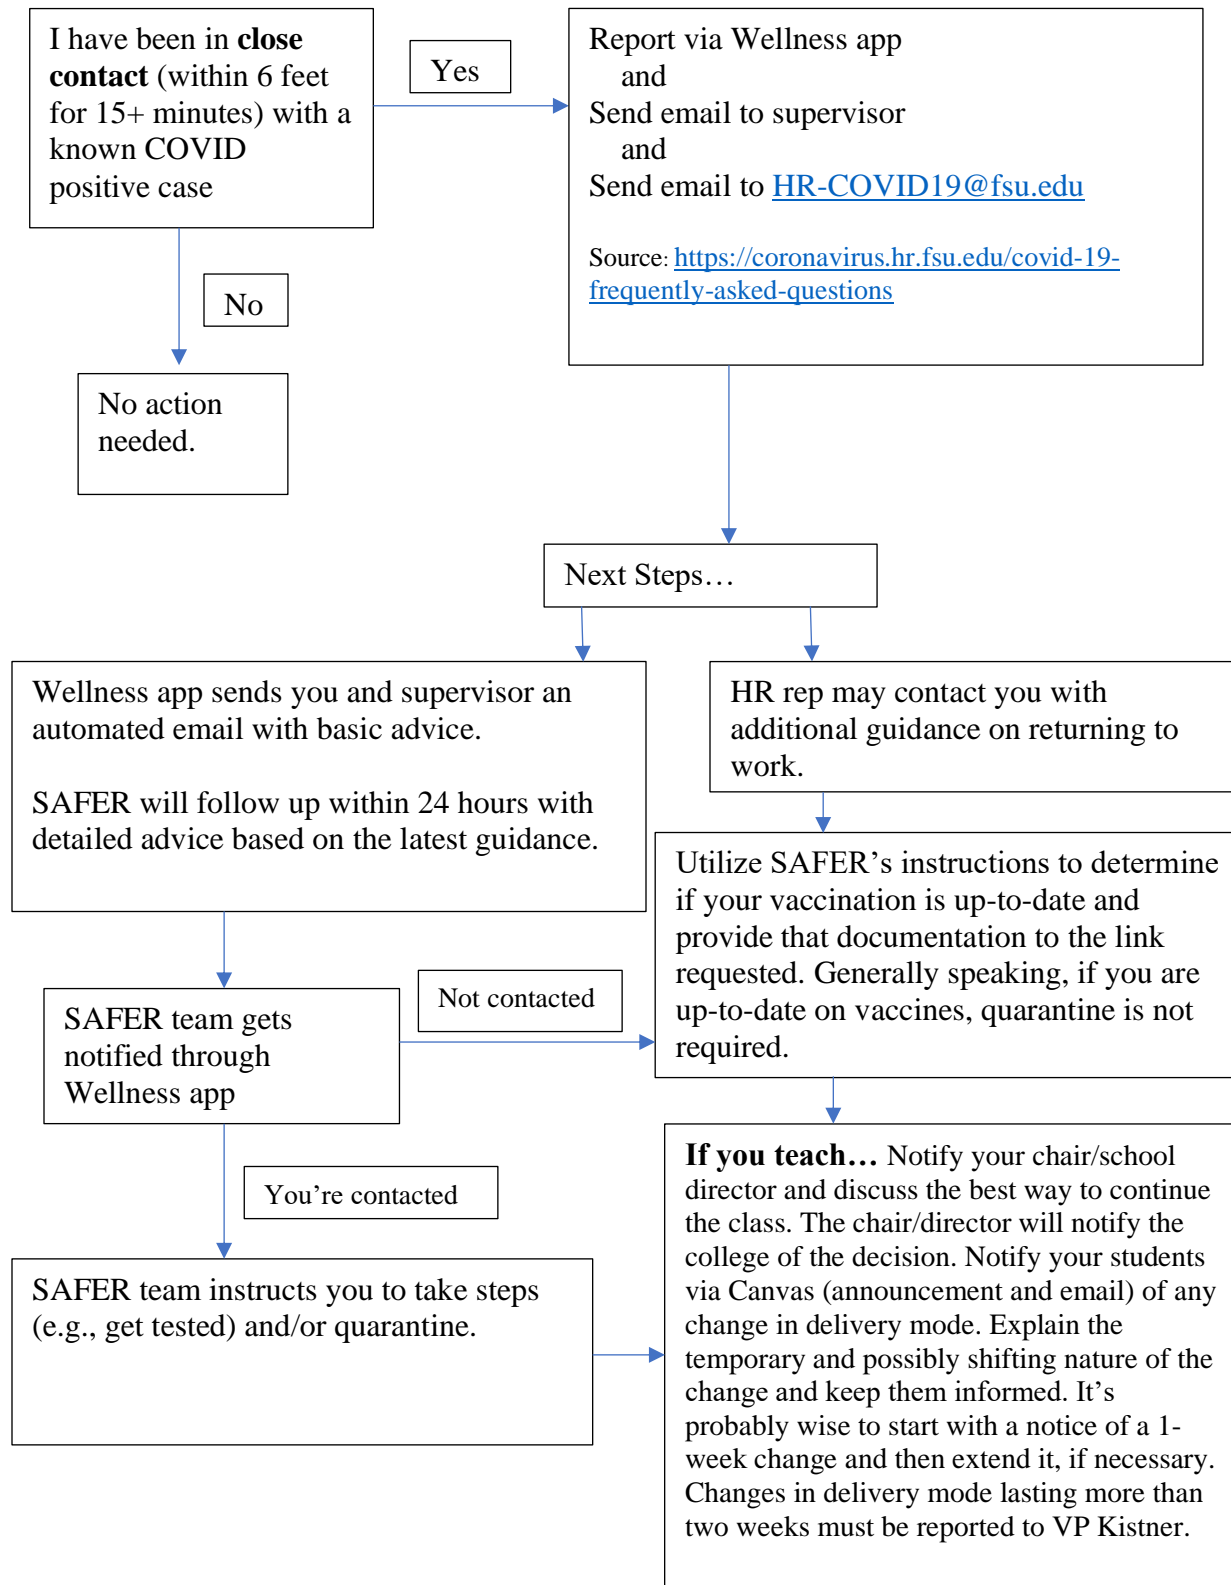 I have been in close
contact (within 6 feet
for 15+ minutes) with a
known COVID
positive case
Yes
Report via Wellness app
and
Send email to supervisor
and
Send email to HR-COVID19@fsu.edu
Source: https://coronavirus.hr.fsu.edu/covid-19-
frequently-asked-questions
No
No action
needed.
Next Steps…
Wellness app sends you and supervisor an
automated email with basic advice.
SAFER will follow up within 24 hours with
detailed advice based on the latest guidance.
HR rep may contact you with
additional guidance on returning to
work.
Utilize SAFER’s instructions to determine
if your vaccination is up-to-date and
provide that documentation to the link
requested. Generally speaking, if you are
up-to-date on vaccines, quarantine is not
required.
Not contacted
SAFER team gets
notified through
Wellness app
You’re contacted
SAFER team instructs you to take steps
(e.g., get tested) and/or quarantine.
If you teach… Notify your chair/school
director and discuss the best way to continue
the class. The chair/director will notify the
college of the decision. Notify your students
via Canvas (announcement and email) of any
change in delivery mode. Explain the
temporary and possibly shifting nature of the
change and keep them informed. It’s
probably wise to start with a notice of a 1-
week change and then extend it, if necessary.
Changes in delivery mode lasting more than
two weeks must be reported to VP Kistner.